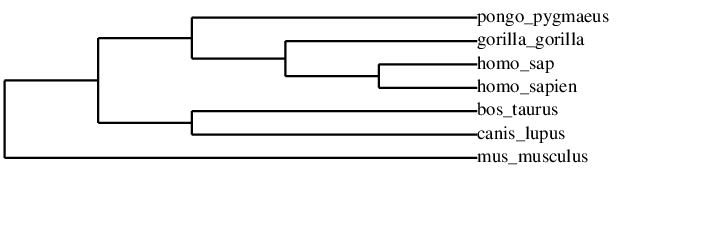 pongo_pygmaeus
gorilla_gorilla
homo_sap
homo_sapien
bos_taurus
canis_lupus
mus_musculus